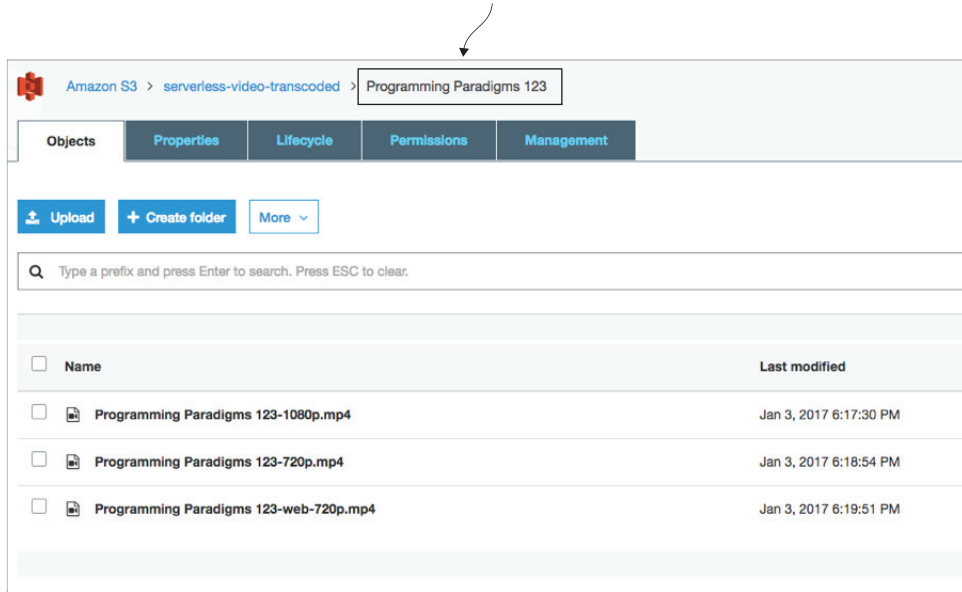 Amazon S3 > serverless-video-transcoded > Programming Paradigms 123
Objects Properties Lifecycle Permissions Management
Upload + Create folder More
Type a prefix and press Enter to search. Press ESC to clear.
Name Last modified
Programming Paradigms 123-1080p.mp4 Jan 3, 2017 6:17:30 PM
Programming Paradigms 123-720p.mp4 Jan 3, 2017 6:18:54 PM
Programming Paradigms 123-web-720p.mp4 Jan 3, 2017 6:19:51 PM